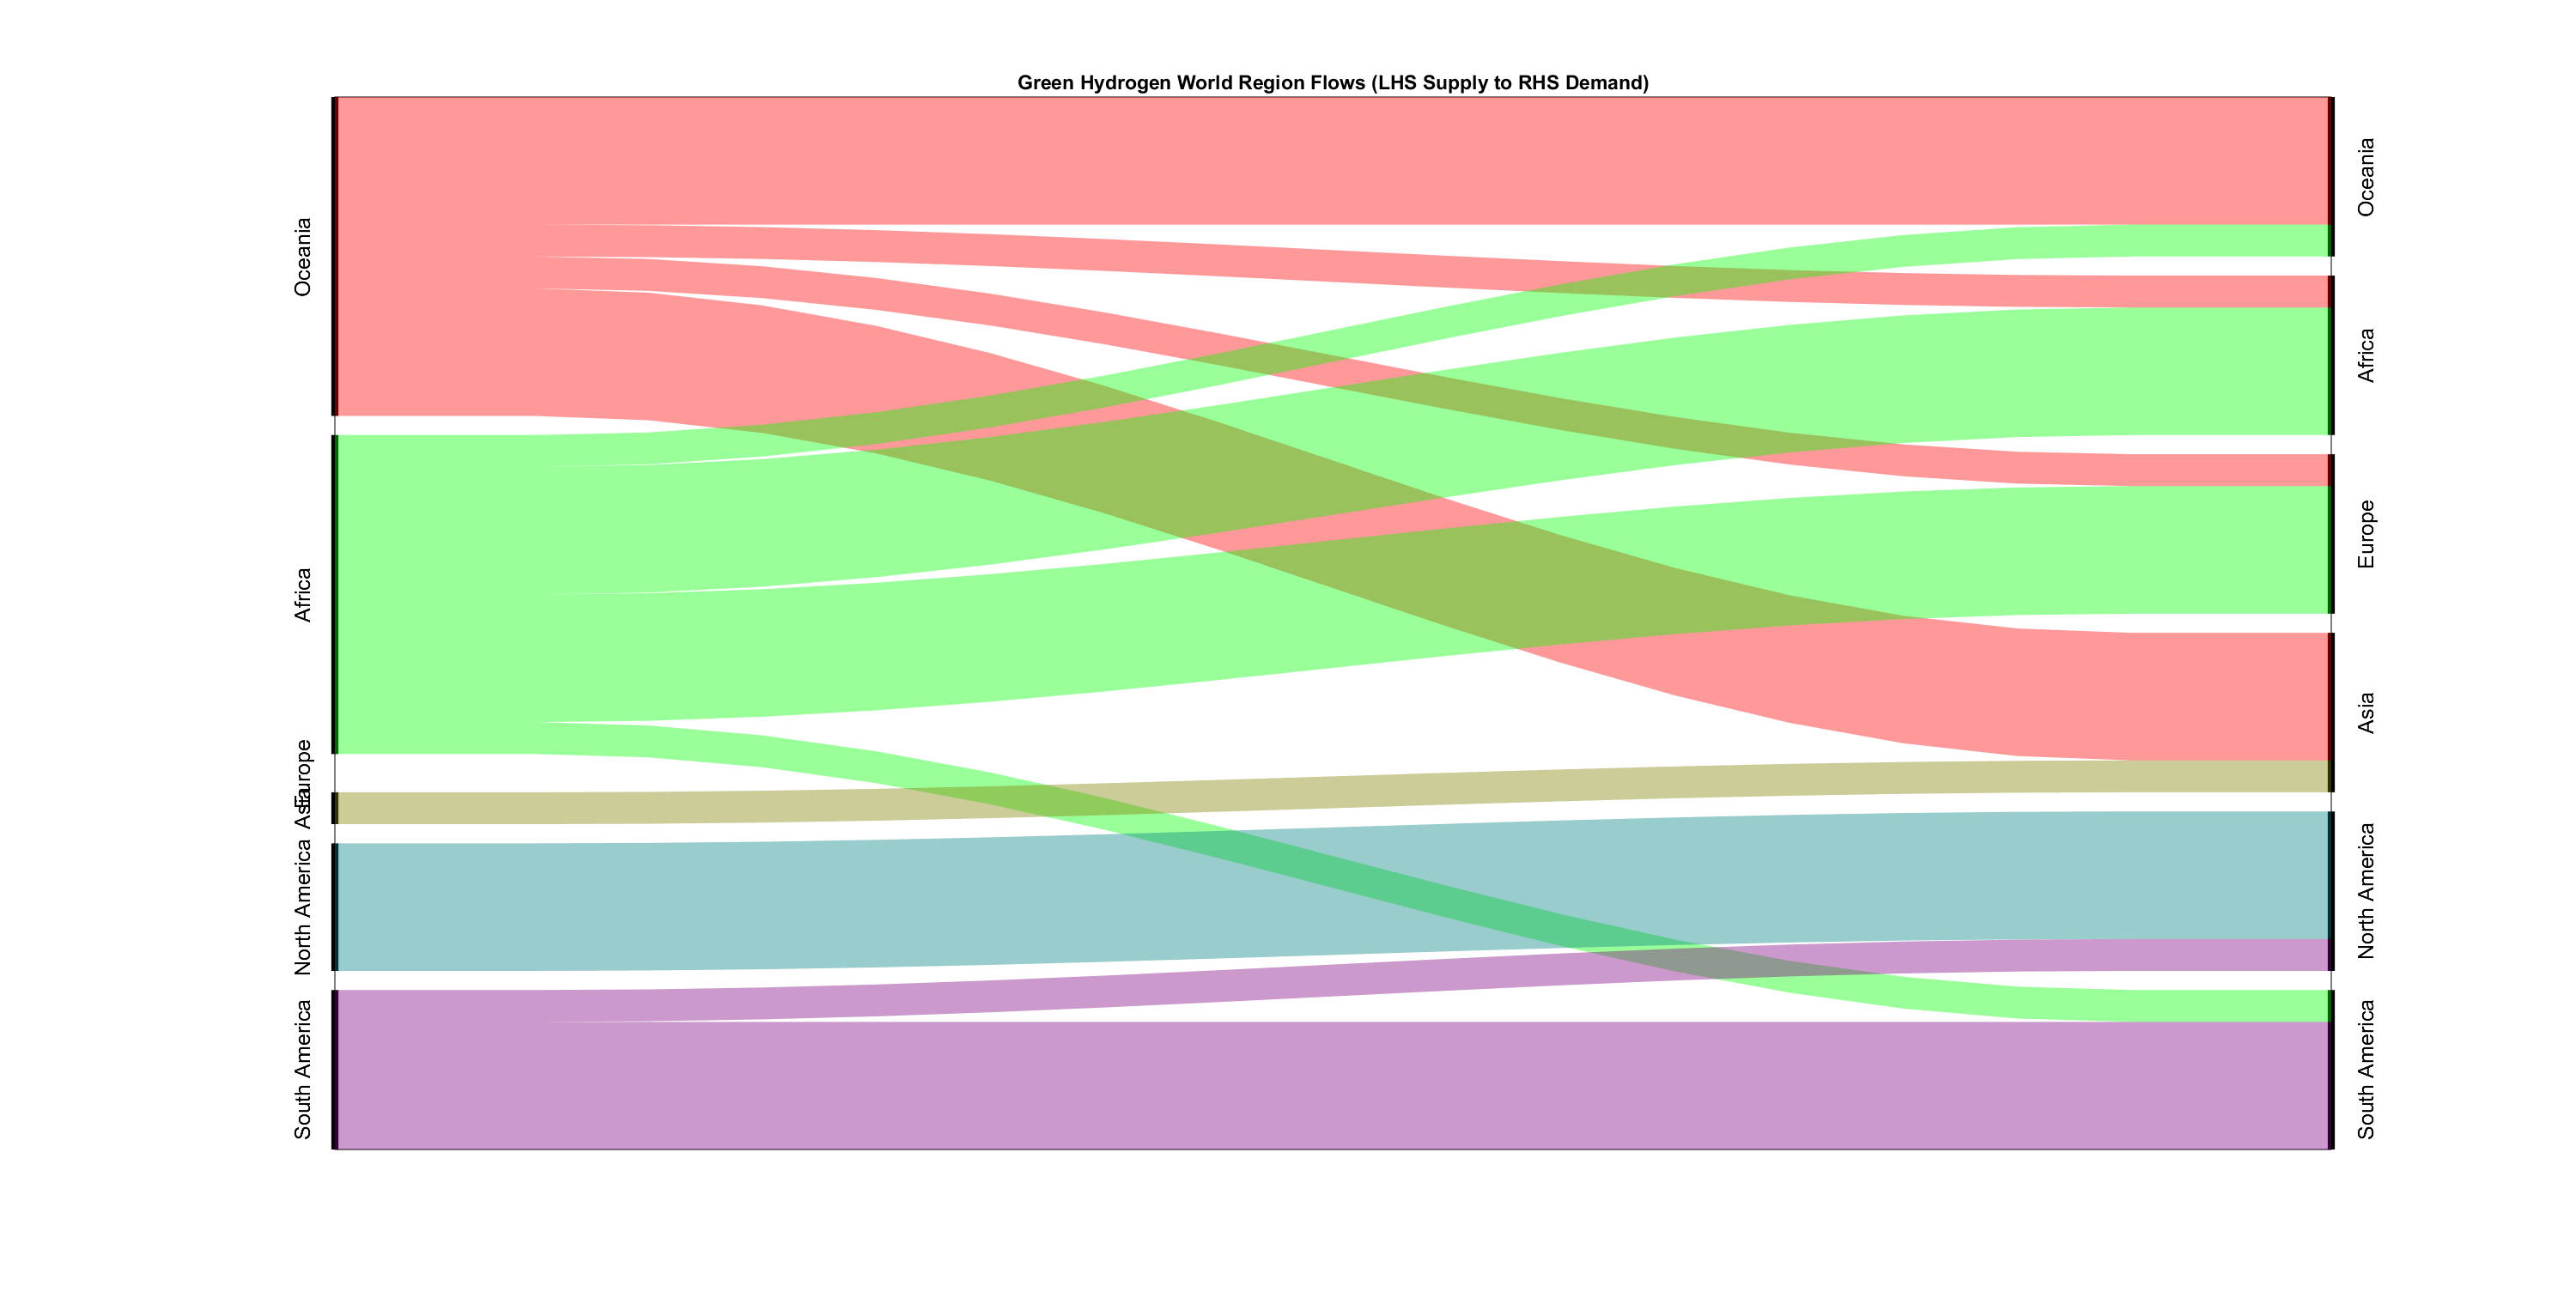 Green Hydrogen World Region Flows (LHS Supply to RHS Demand)
Oceania
Africa
Europe
Asia
North America
South America
Oceania
Africa
Europe
Asia
North America
South America